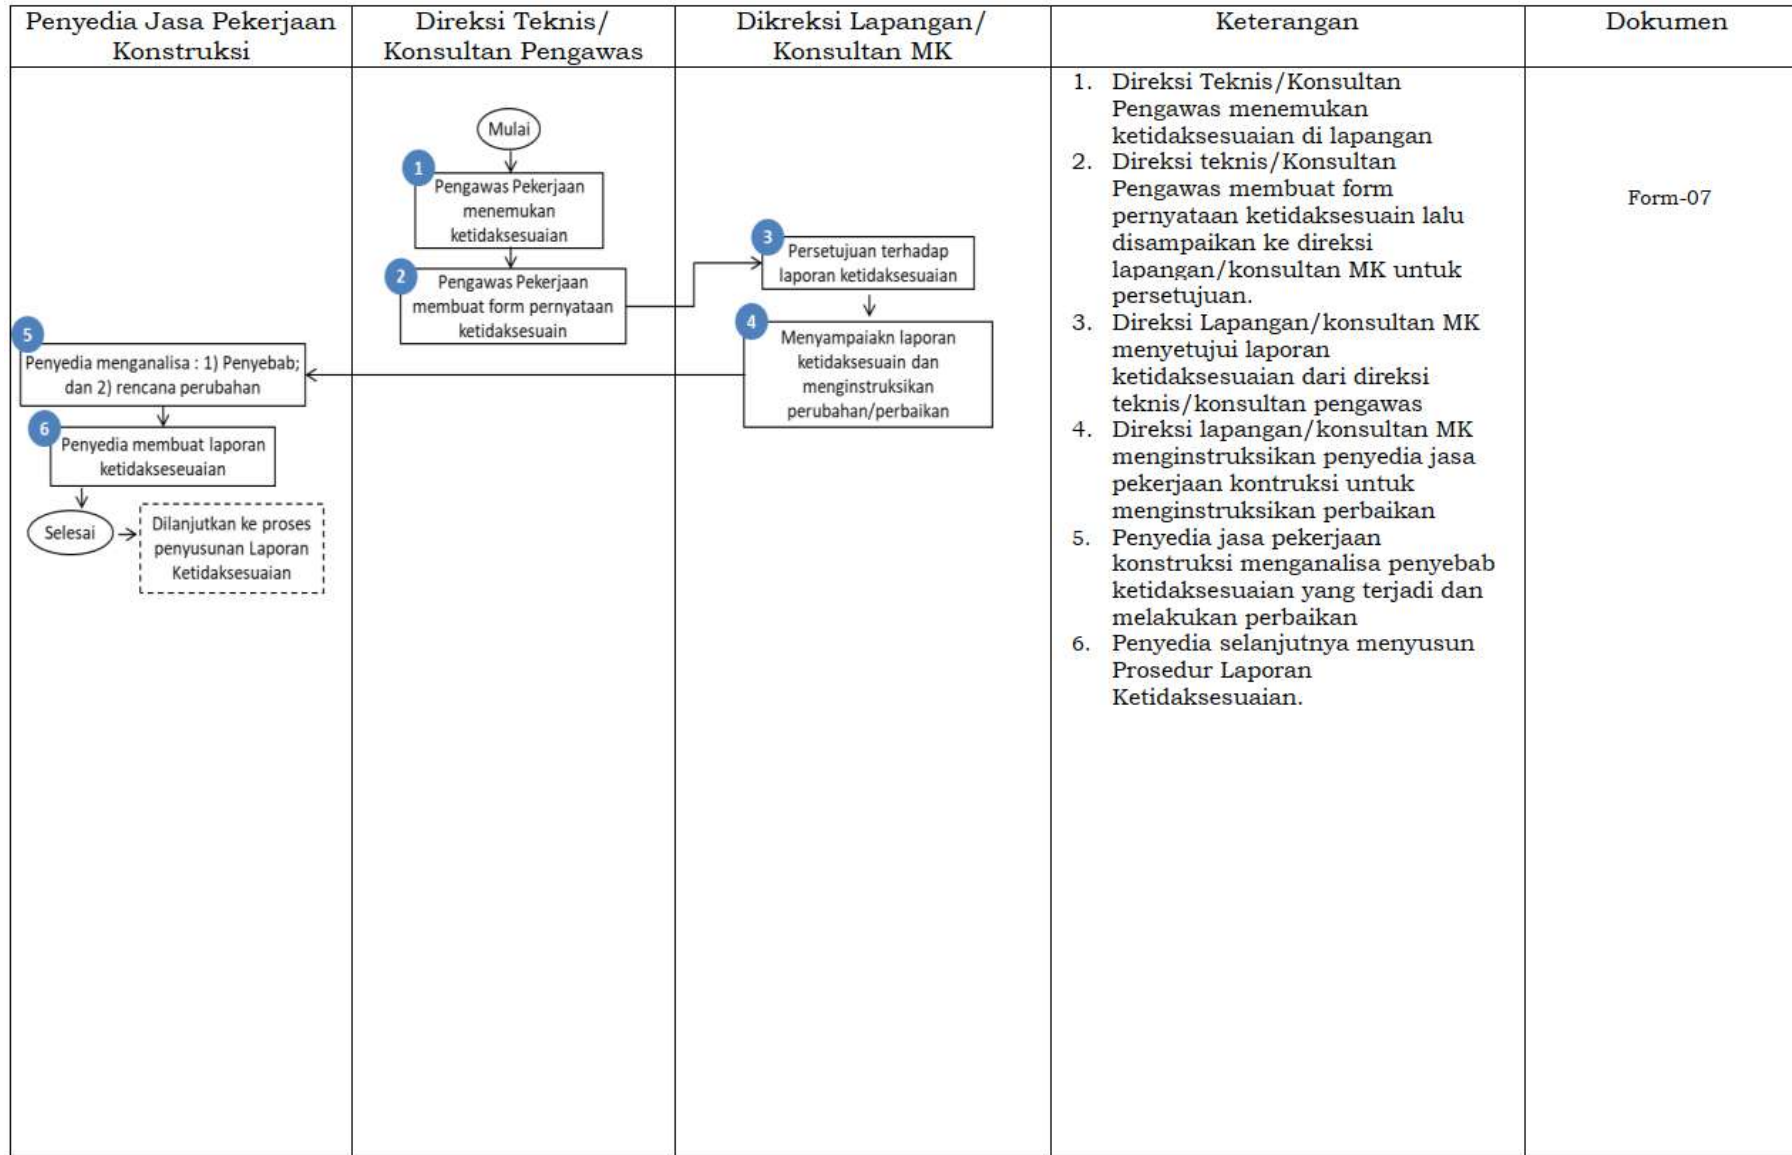 Penyedia Jasa Pekerjaan
Konstruksi
Direksi Teknis/
Konsultan Pengawas
Dikreksi Lapangan/
Konsultan MK
Keterangan
Dokumen
Mulai
1
Pengawas Pekerjaan
menemukan
ketidaksesuaian
2
Pengawas Pekerjaan
membuat form pernyataan
ketidaksesuain
3
Persetujuan terhadap
laporan ketidaksesuaian
4
Menyampaiakn laporan
ketidaksesuain dan
menginstruksikan
perubahan/perbaikan
5
Penyedia menganalisa : 1) Penyebab;
dan 2) rencana perubahan
6
Penyedia membuat laporan
ketidakseseuaian
Selesai
Dilanjutkan ke proses
penyusunan Laporan
Ketidaksesuaian
1. Direksi Teknis/Konsultan
Pengawas menemukan
ketidaksesuaian di lapangan
2. Direksi teknis/Konsultan
Pengawas membuat form
pernyataan ketidaksesuain lalu
disampaikan ke direksi
lapangan/konsultan MK untuk
persetujuan.
3. Direksi Lapangan/konsultan MK
menyetujui laporan
ketidaksesuaian dari direksi
teknis/konsultan pengawas
4. Direksi lapangan/konsultan MK
menginstruksikan penyedia jasa
pekerjaan kontruksi untuk
menginstruksikan perbaikan
5. Penyedia jasa pekerjaan
konstruksi menganalisa penyebab
ketidaksesuaian yang terjadi dan
melakukan perbaikan
6. Penyedia selanjutnya menyusun
Prosedur Laporan
Ketidaksesuaian.
Form-07